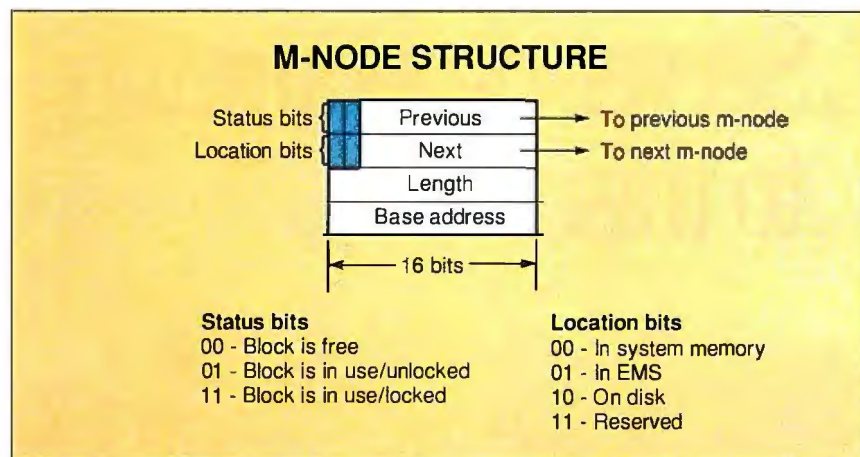 M-NODE STRUCTURE
Status bits Previous To previous m-node
Location bits Next To next m-node
Length
Base address
16 bits
Status bits
00 - Block is free
01 - Block is in use/unlocked
11 - Block is in use/locked
Location bits
00 - In system memory
01 - In EMS
10 - On disk
11 - Reserved